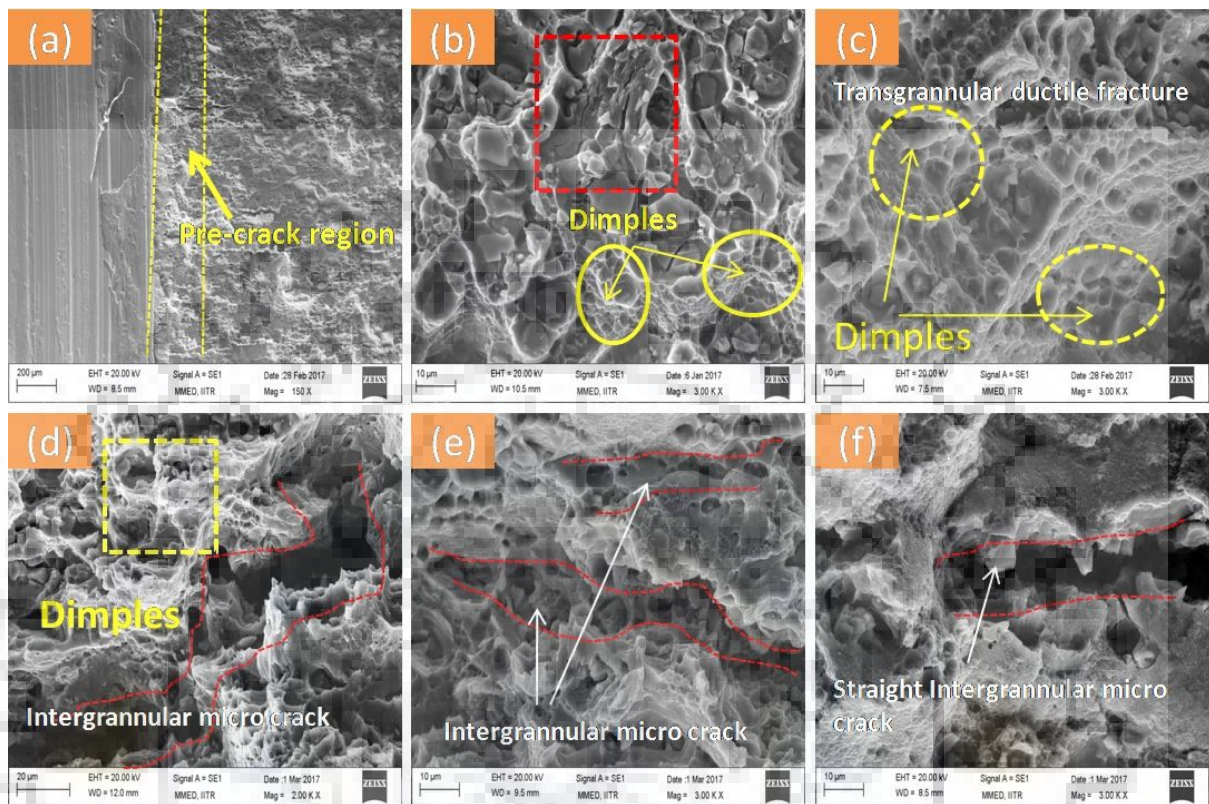 (a)
Pre-crack region
200 µm
EHT = 20.00 kV
WD = 8.5 mm
Signal A = SE1
MMED, IITR
Date :28 Feb 2017
Mag = 150 X
ZEISS
(b)
Dimples
10 µm
EHT = 20.00 kV
WD = 10.5 mm
Signal A = SE1
MMED, IITR
Date :6 Jan 2017
Mag = 3.00 K X
ZEISS
(c)
Transgrannular ductile fracture
Dimples
10 µm
EHT = 20.00 kV
WD = 7.5 mm
Signal A = SE1
MMED, IITR
Date :28 Feb 2017
Mag = 3.00 K X
ZEISS
(d)
Dimples
Intergrannular micro crack
20 µm
EHT = 20.00 kV
WD = 12.0 mm
Signal A = SE1
MMED, IITR
Date :1 Mar 2017
Mag = 2.00 K X
ZEISS
(e)
Intergrannular micro crack
10 µm
EHT = 20.00 kV
WD = 9.5 mm
Signal A = SE1
MMED, IITR
Date :1 Mar 2017
Mag = 3.00 K X
ZEISS
(f)
Straight Intergrannular micro
crack
10 µm
EHT = 20.00 kV
WD = 8.5 mm
Signal A = SE1
MMED, IITR
Date :1 Mar 2017
Mag = 3.00 K X
ZEISS